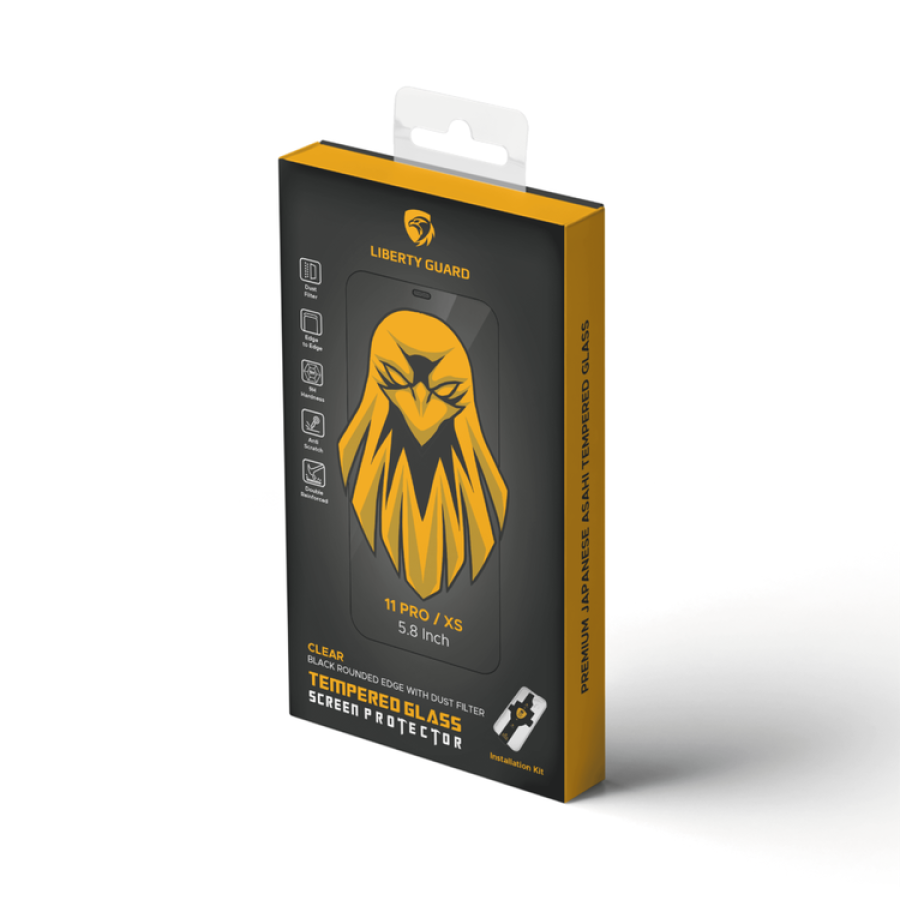 LIBERTY GUARD
Dust
Filter
Edge
to Edge
9H
Hardness
Anti
Scratch
Double
Reinforced
11 PRO / XS
5.8 Inch
CLEAR
BLACK ROUNDED EDGE WITH DUST FILTER
TEMPERED GLASS
SCREEN PROTECTOR
Installation Kit
PREMIUM JAPANESE ASAHI TEMPERED GLASS